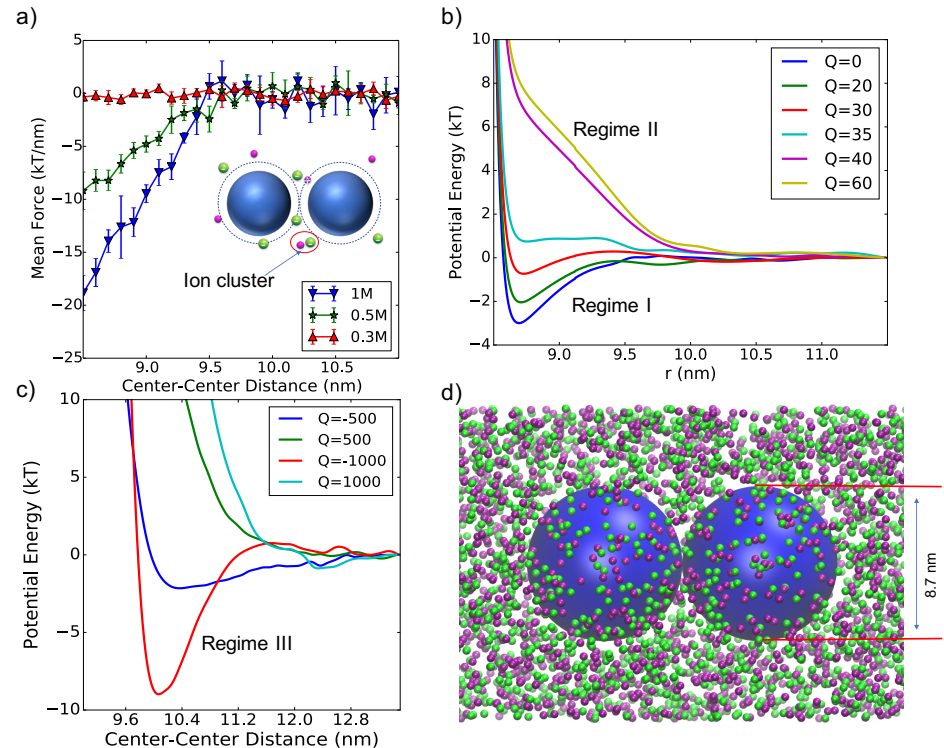 a)
5
0
−5
−10
−15
−20
−25
Mean Force (kT/nm)
9.0
9.5
10.0
10.5
Center-Center Distance (nm)
Ion cluster
1M
0.5M
0.3M
b)
10
8
6
4
2
0
−2
−4
Potential Energy (kT)
9.0
9.5
10.0
10.5
11.0
r (nm)
Regime II
Regime I
Q=0
Q=20
Q=30
Q=35
Q=40
Q=60
c)
10
5
0
−5
−10
Potential Energy (kT)
9.6
10.4
11.2
12.0
12.8
Center-Center Distance (nm)
Regime III
Q=-500
Q=500
Q=-1000
Q=1000
d)
8.7 nm